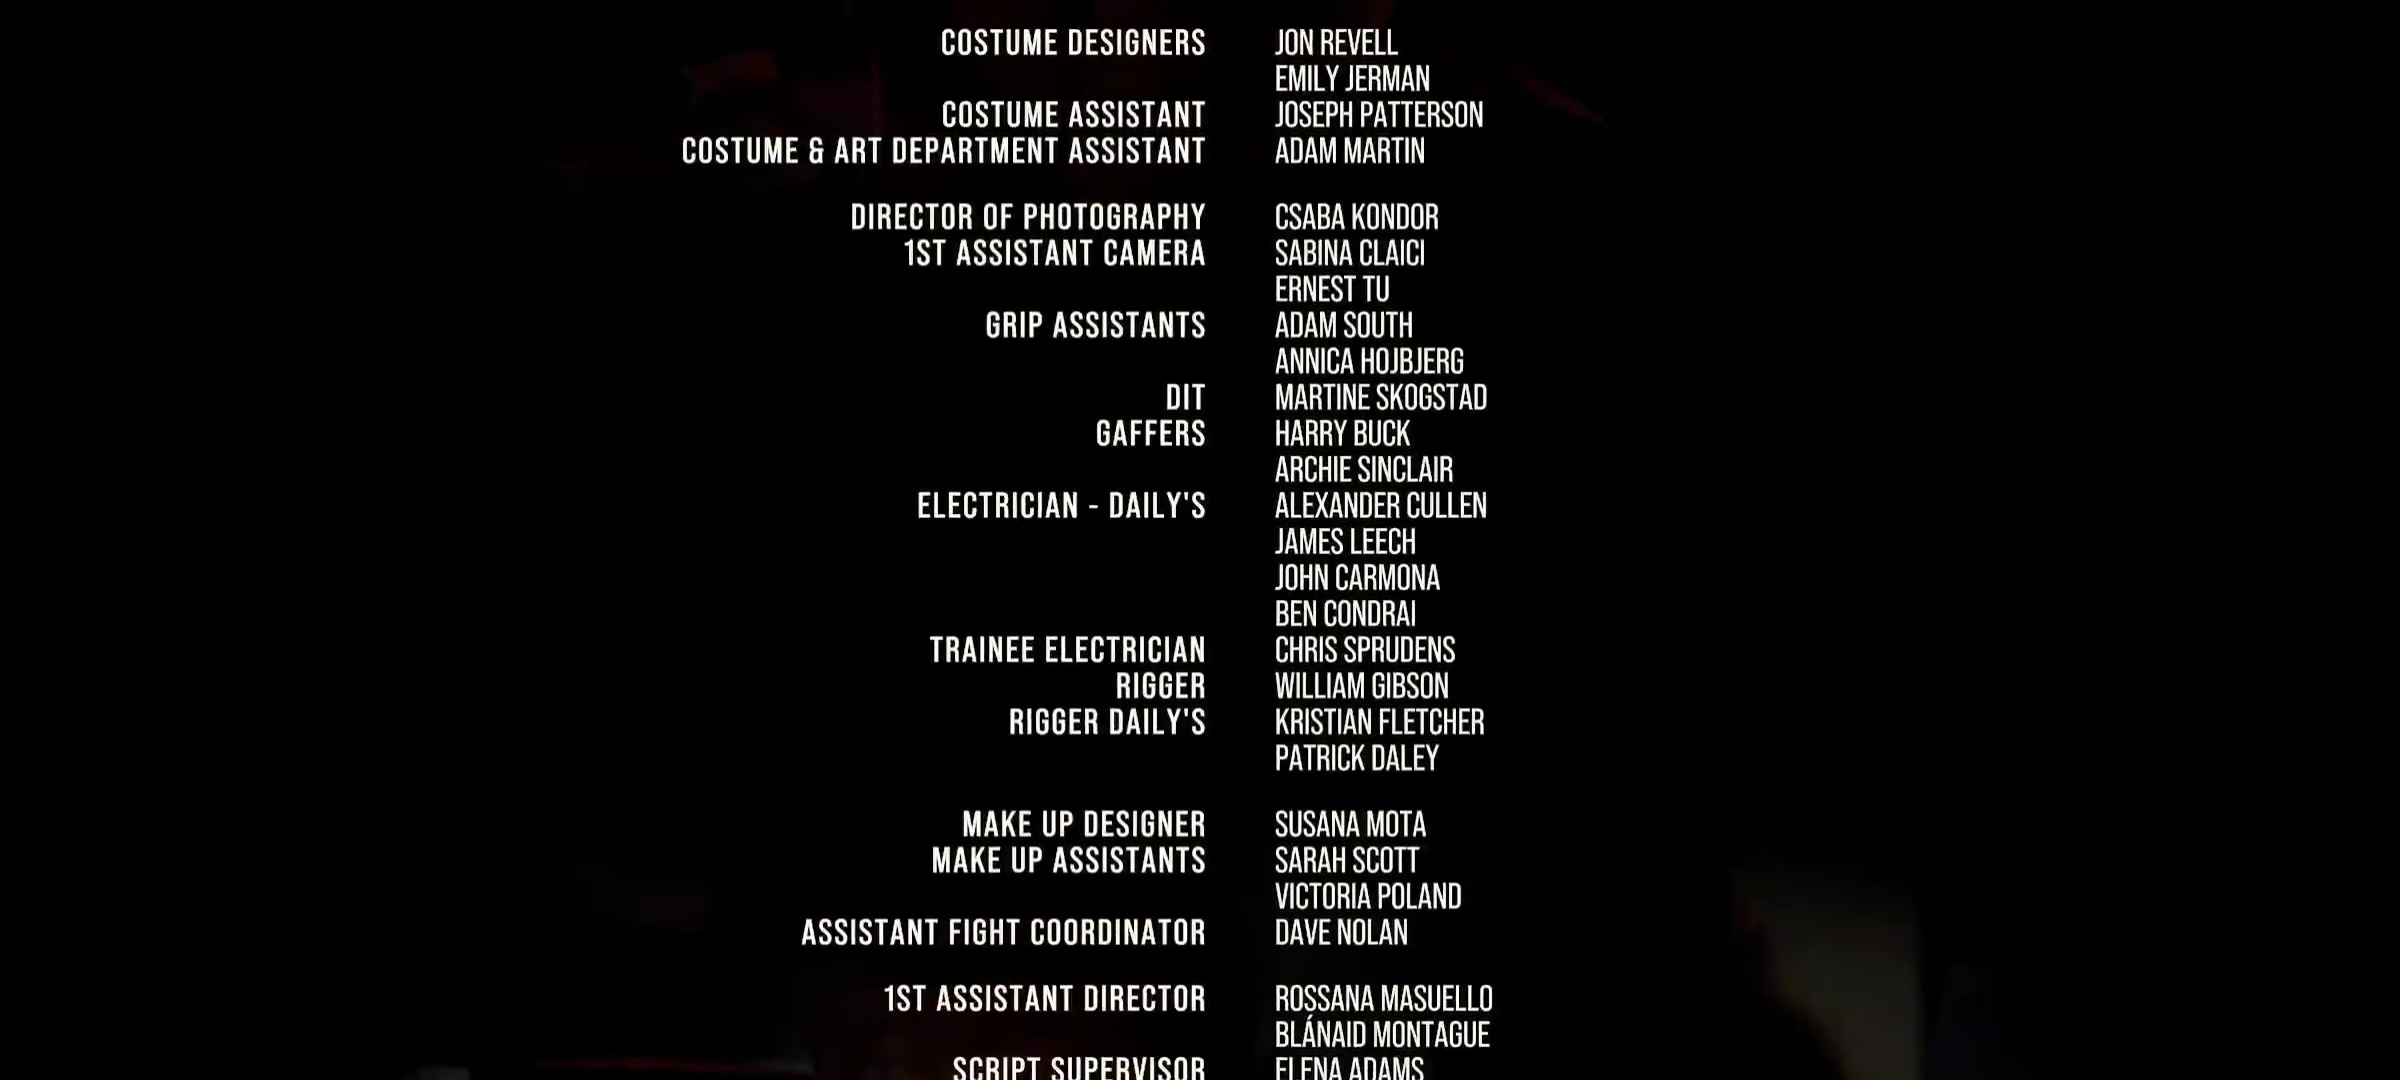 COSTUME DESIGNERS JON REVELL
EMILY JERMAN
COSTUME ASSISTANT JOSEPH PATTERSON
COSTUME & ART DEPARTMENT ASSISTANT ADAM MARTIN
DIRECTOR OF PHOTOGRAPHY CSABA KONDOR
1ST ASSISTANT CAMERA SABINA CLAICI
ERNEST TU
GRIP ASSISTANTS ADAM SOUTH
ANNICA HOJBJERG
DIT MARTINE SKOGSTAD
GAFFERS HARRY BUCK
ARCHIE SINCLAIR
ELECTRICIAN - DAILY'S ALEXANDER CULLEN
JAMES LEECH
JOHN CARMONA
BEN CONDRAI
TRAINEE ELECTRICIAN CHRIS SPRUDENS
RIGGER WILLIAM GIBSON
RIGGER DAILY'S KRISTIAN FLETCHER
PATRICK DALEY
MAKE UP DESIGNER SUSANA MOTA
MAKE UP ASSISTANTS SARAH SCOTT
VICTORIA POLAND
ASSISTANT FIGHT COORDINATOR DAVE NOLAN
1ST ASSISTANT DIRECTOR ROSSANA MASUELLO
BLÁNAID MONTAGUE
SCRIPT SUPERVISOR ELENA ADAMS